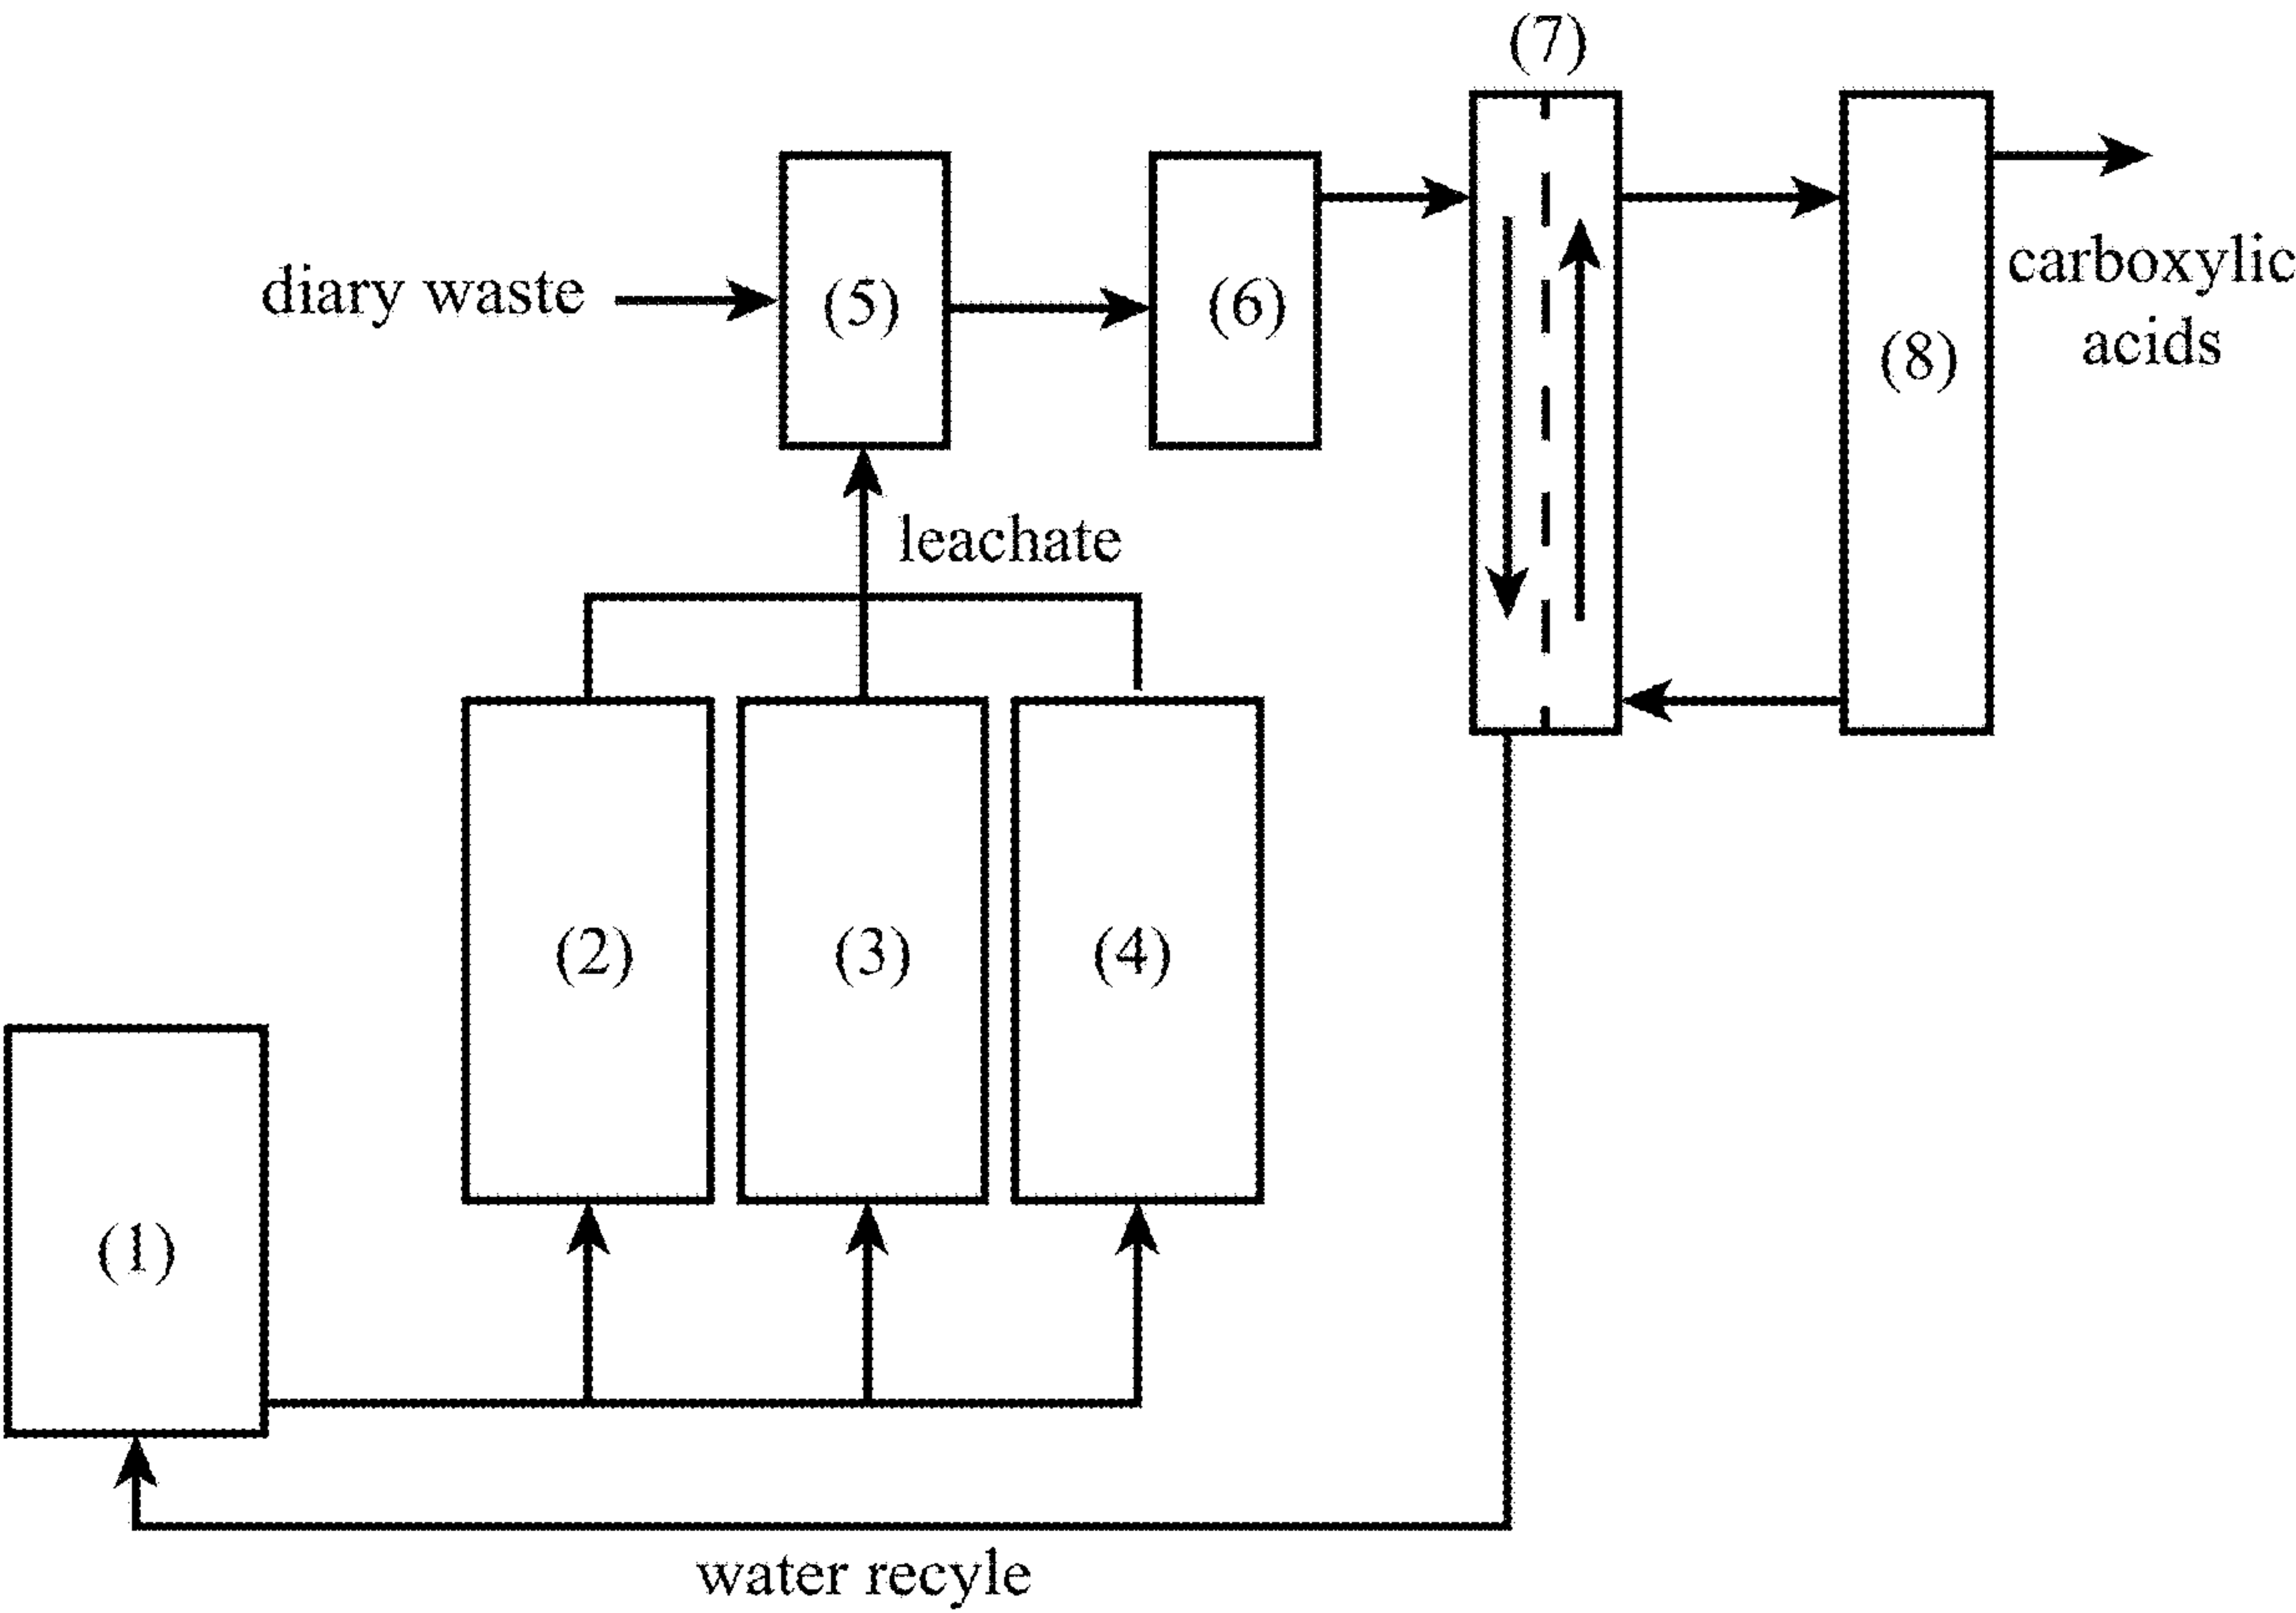 (7)
diary waste
(5)
(6)
carboxylic
acids
(8)
leachate
(2)
(3)
(4)
(1)
water recyle